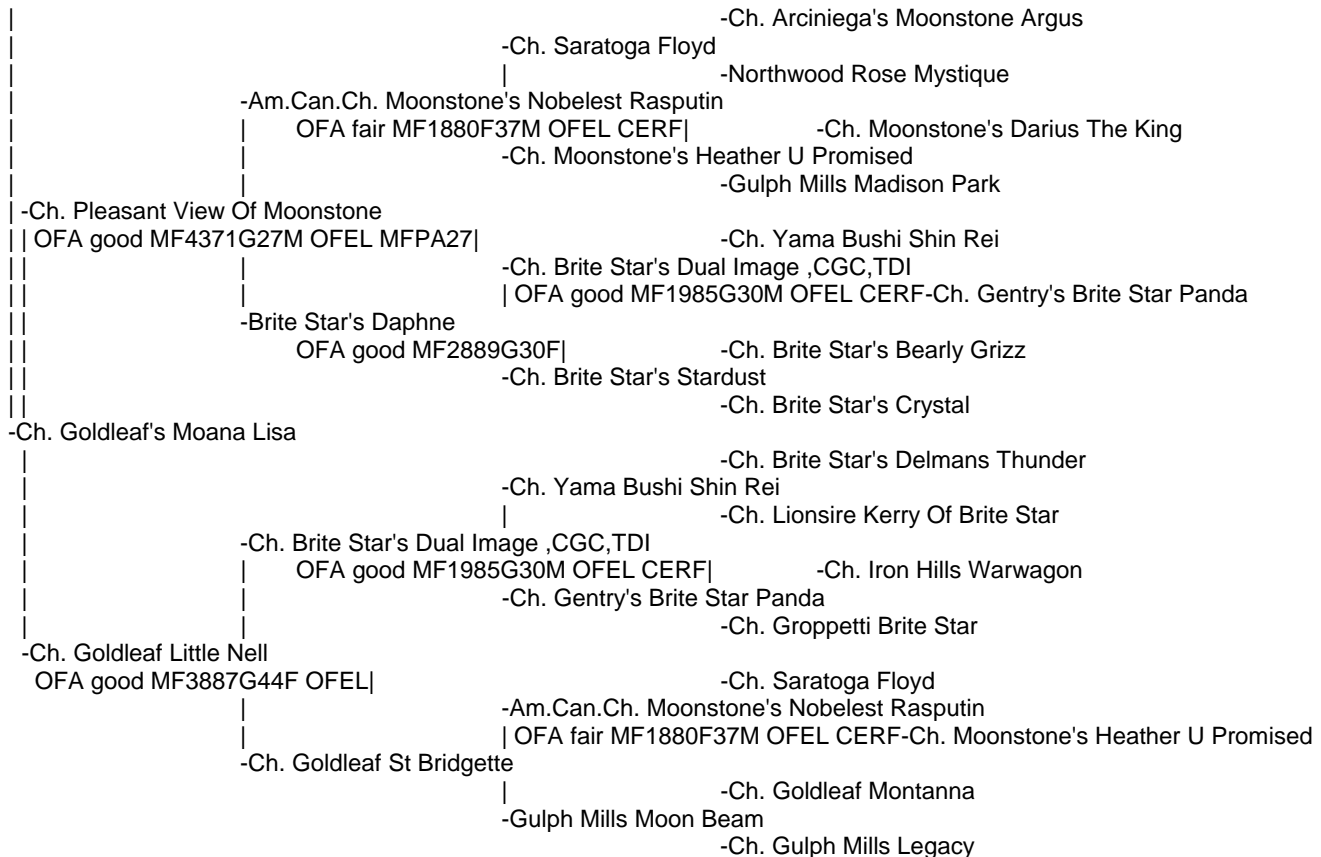 | -Ch. Arciniega's Moonstone Argus
| -Ch. Saratoga Floyd
| | -Northwood Rose Mystique
| -Am.Can.Ch. Moonstone's Nobelest Rasputin
| | OFA fair MF1880F37M OFEL CERF| -Ch. Moonstone's Darius The King
| | -Ch. Moonstone's Heather U Promised
| | -Gulph Mills Madison Park
| -Ch. Pleasant View Of Moonstone
| | OFA good MF4371G27M OFEL MFPA27| -Ch. Yama Bushi Shin Rei
| | | -Ch. Brite Star's Dual Image ,CGC,TDI
| | | | OFA good MF1985G30M OFEL CERF-Ch. Gentry's Brite Star Panda
| | -Brite Star's Daphne
| | OFA good MF2889G30F| -Ch. Brite Star's Bearly Grizz
| | -Ch. Brite Star's Stardust
| | -Ch. Brite Star's Crystal
-Ch. Goldleaf's Moana Lisa
| -Ch. Brite Star's Delmans Thunder
| -Ch. Yama Bushi Shin Rei
| | -Ch. Lionsire Kerry Of Brite Star
| -Ch. Brite Star's Dual Image ,CGC,TDI
| | OFA good MF1985G30M OFEL CERF| -Ch. Iron Hills Warwagon
| | -Ch. Gentry's Brite Star Panda
| | -Ch. Groppetti Brite Star
-Ch. Goldleaf Little Nell
OFA good MF3887G44F OFEL| -Ch. Saratoga Floyd
| -Am.Can.Ch. Moonstone's Nobelest Rasputin
| | OFA fair MF1880F37M OFEL CERF-Ch. Moonstone's Heather U Promised
-Ch. Goldleaf St Bridgette
| -Ch. Goldleaf Montanna
-Gulph Mills Moon Beam
-Ch. Gulph Mills Legacy